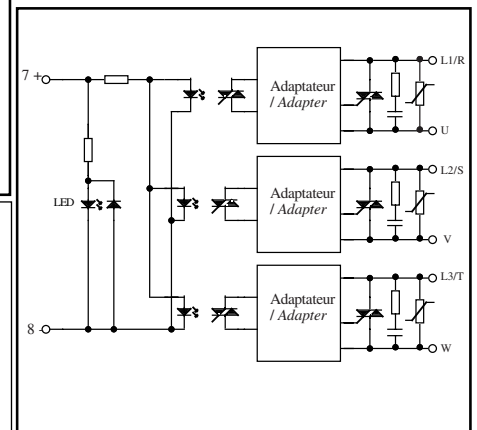 7 +
Adaptateur
/ Adapter
L1/R
U
LED
Adaptateur
/ Adapter
L2/S
V
8 -
Adaptateur
/ Adapter
L3/T
W